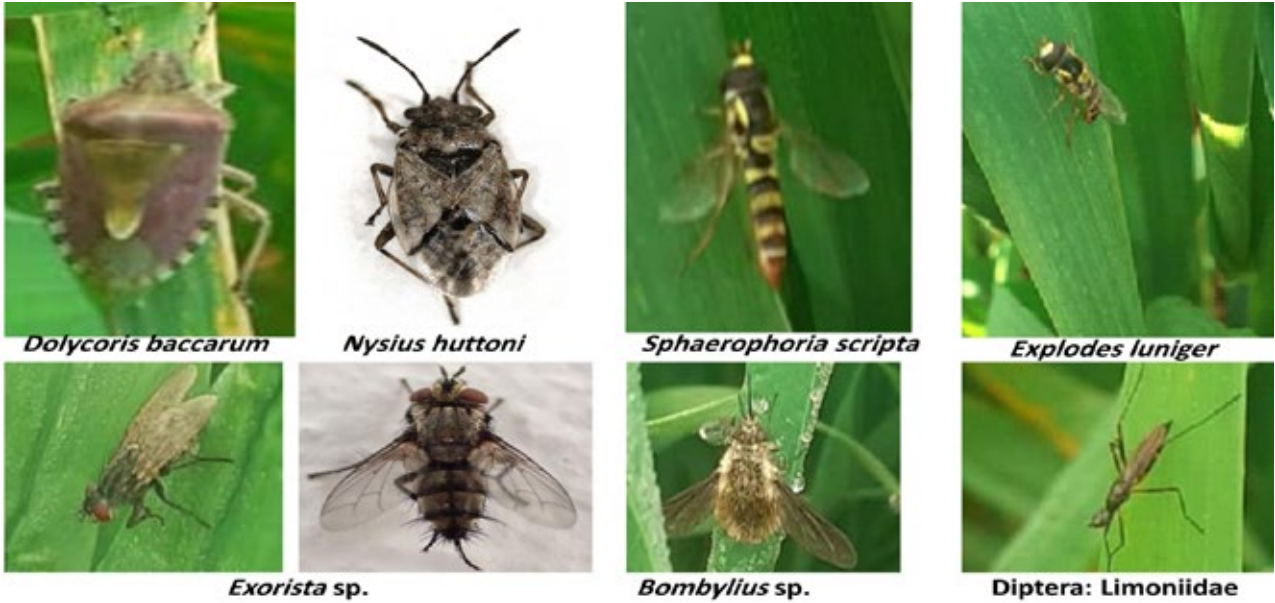 Dolycoris baccarum
Nysius huttoni
Sphaerophoria scripta
Explodes luniger
Exorista sp.
Bombylius sp.
Diptera: Limoniidae